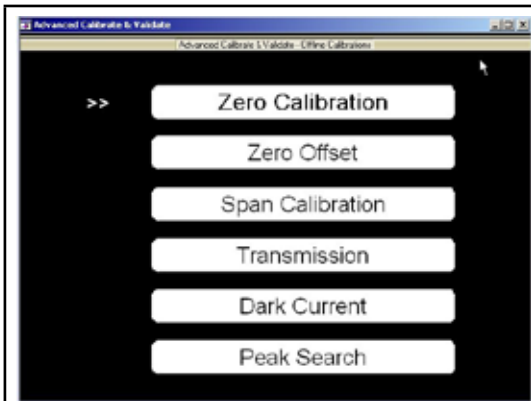 Advanced Calibrate & Validate
Advanced Calibrate & Validate - Offline Calibrations
>> Zero Calibration
Zero Offset
Span Calibration
Transmission
Dark Current
Peak Search